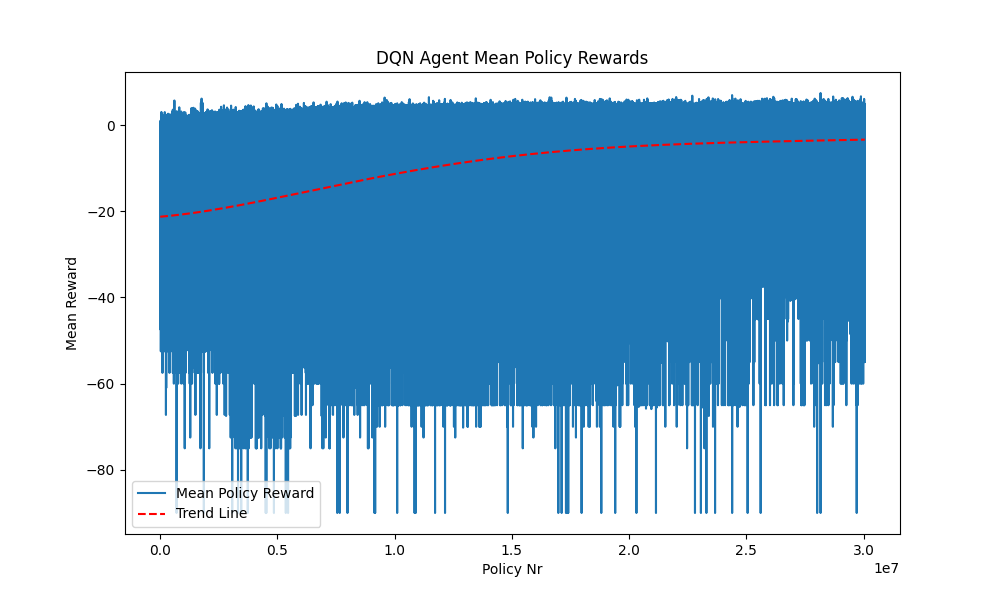 DQN Agent Mean Policy Rewards
Mean Reward
0
−20
−40
−60
−80
Mean Policy Reward
Trend Line
0.0 0.5 1.0 1.5 2.0 2.5 3.0
1e7
Policy Nr